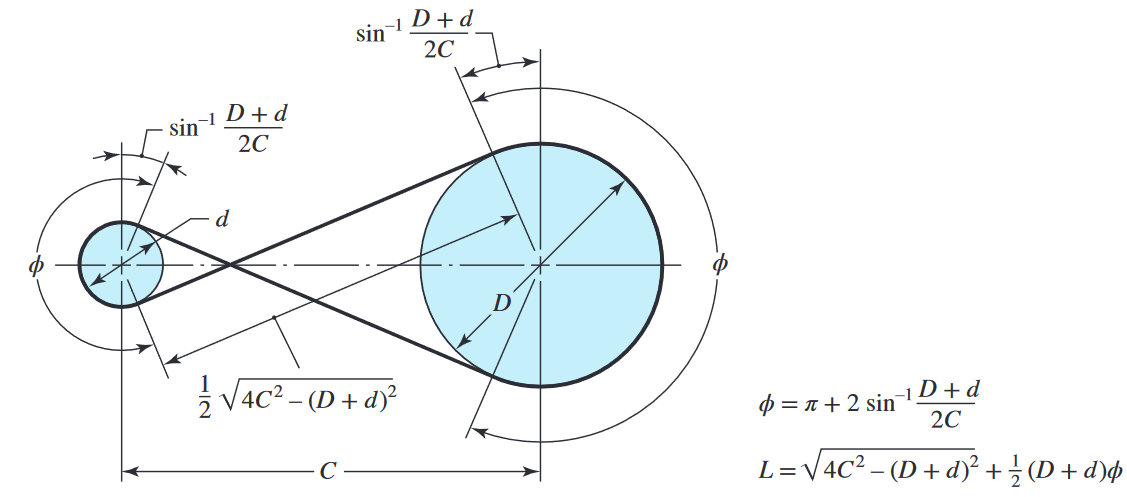 sin⁻¹ (D + d)/2C
sin⁻¹ (D + d)/2C
d
ϕ
ϕ
D
½ √(4C² – (D + d)²)
C
ϕ = π + 2 sin⁻¹ (D + d)/2C
L = √(4C² – (D + d)²) + ½ (D + d)ϕ